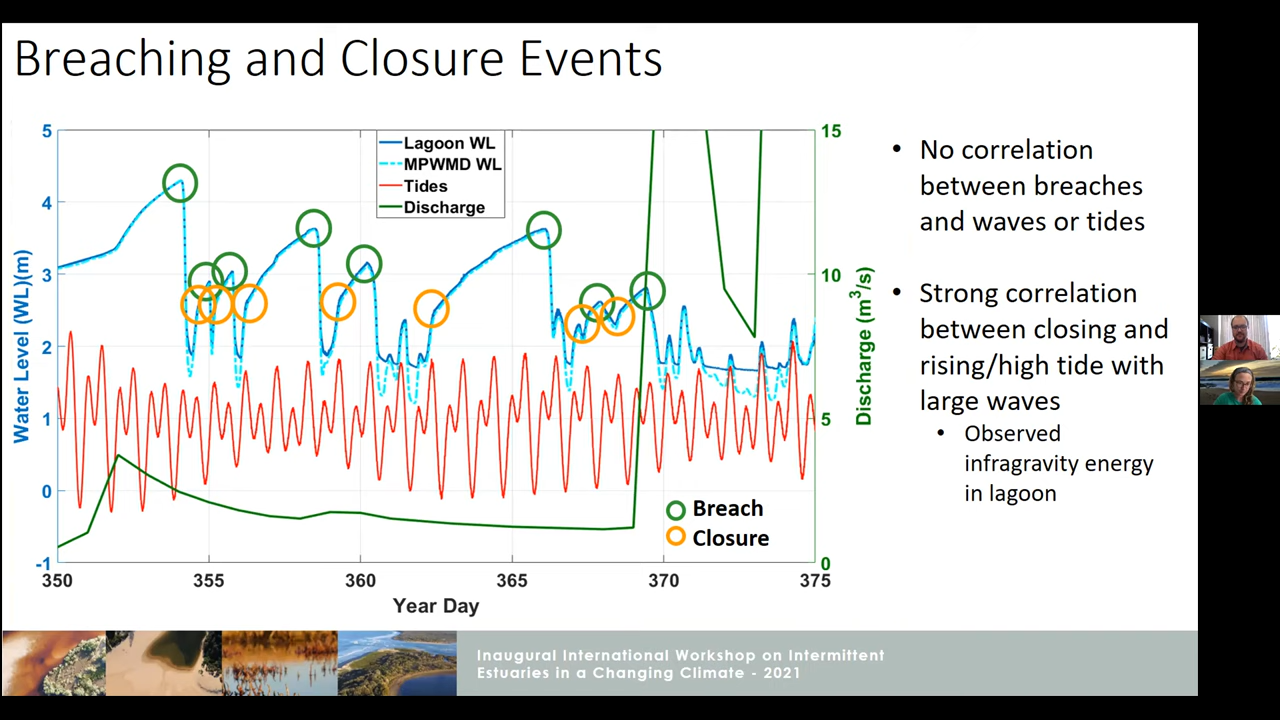 Breaching and Closure Events
5
4
3
2
1
0
-1
Water Level (WL)(m)
350
355
360
365
370
375
Year Day
15
10
5
0
Discharge (m³/s)
Lagoon WL
MPWMD WL
Tides
Discharge
Breach
Closure
• No correlation
between breaches
and waves or tides
• Strong correlation
between closing and
rising/high tide with
large waves
• Observed
infragravity energy
in lagoon
Inaugural International Workshop on Intermittent
Estuaries in a Changing Climate - 2021